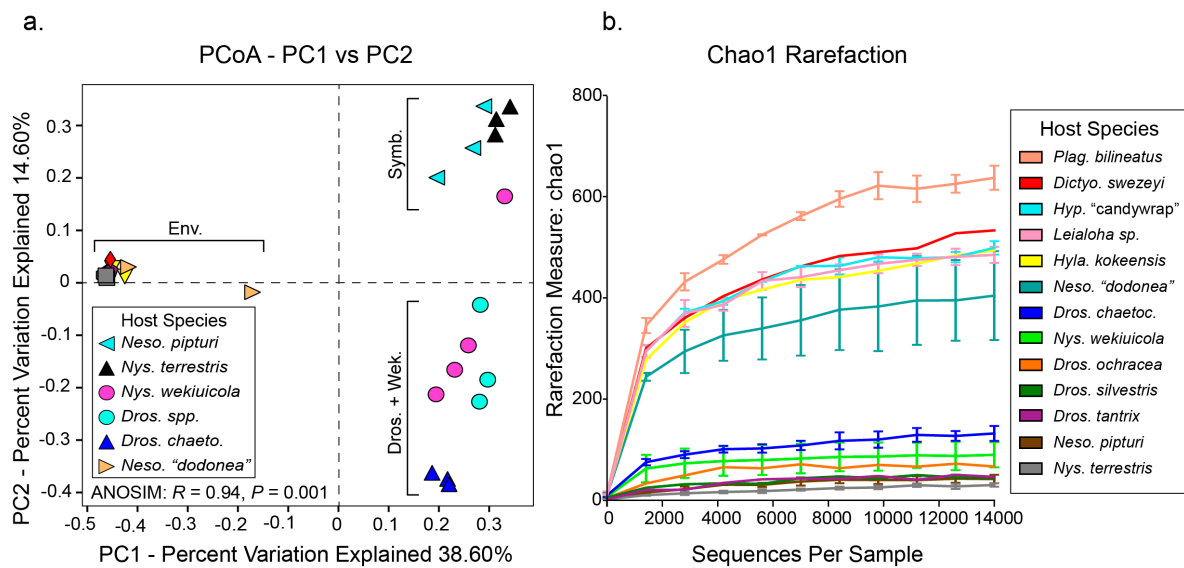 a.
PCoA - PC1 vs PC2
PC2 - Percent Variation Explained 14.60%
0.3
0.2
0.1
0
-0.1
-0.2
-0.3
-0.4
Symb.
Env.
Dros. + Wek.
Host Species
Neso. pipturi
Nys. terrestris
Nys. wekiuicola
Dros. spp.
Dros. chaeto.
Neso. “dodonea”
ANOSIM: R = 0.94, P = 0.001
-0.5 -0.4 -0.3 -0.2 -0.1 0 0.1 0.2 0.3
PC1 - Percent Variation Explained 38.60%
b.
Chao1 Rarefaction
Rarefaction Measure: chao1
800
600
400
200
0
0 2000 4000 6000 8000 10000 12000 14000
Sequences Per Sample
Host Species
Plag. bilineatus
Dictyo. swezeyi
Hyp. “candywrap”
Leialoha sp.
Hyla. kokeensis
Neso. “dodonea”
Dros. chaetoc.
Nys. wekiuicola
Dros. ochracea
Dros. silvestris
Dros. tantrix
Neso. pipturi
Nys. terrestris